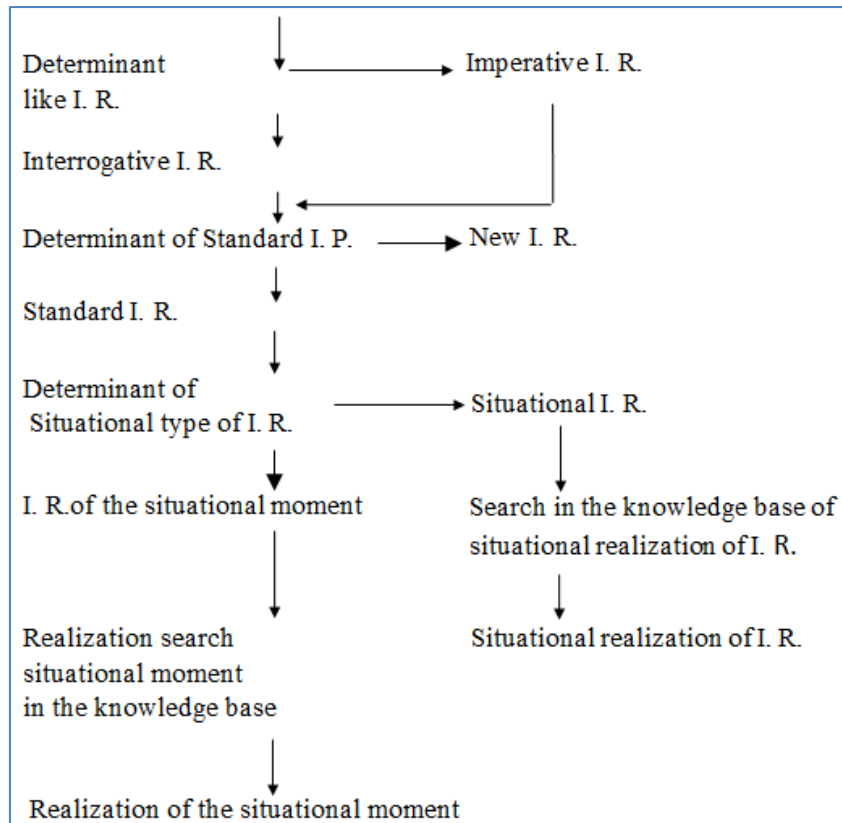 Determinant
like I. R.
Imperative I. R.
Interrogative I. R.
Determinant of Standard I. P.
New I. R.
Standard I. R.
Determinant of
Situational type of I. R.
Situational I. R.
I. R.of the situational moment
Search in the knowledge base of
situational realization of I. R.
Realization search
situational moment
in the knowledge base
Situational realization of I. R.
Realization of the situational moment